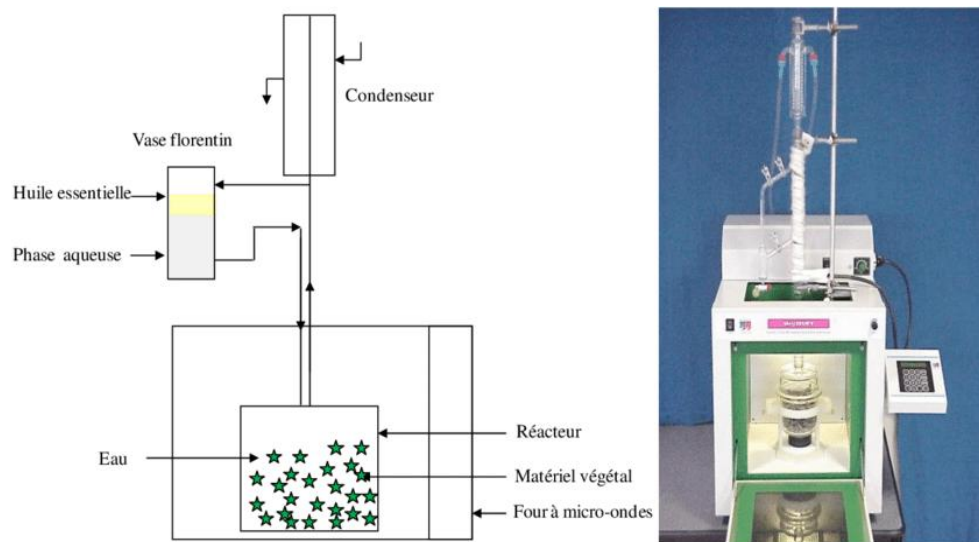 Condenseur
Vase florentin
Huile essentielle
Phase aqueuse
Réacteur
Eau
Matériel végétal
Four à micro-ondes